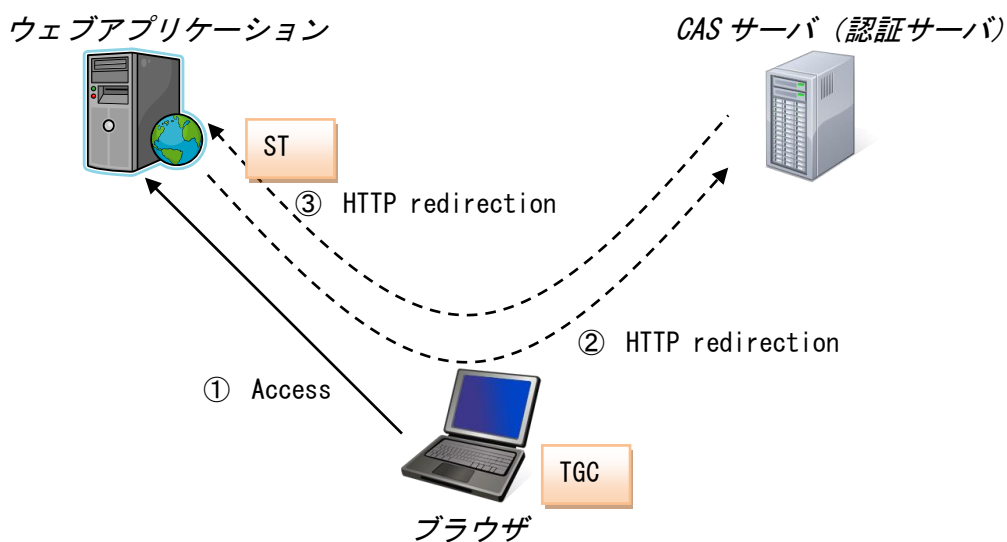 ウェブアプリケーション
CAS サーバ（認証サーバ）
ST
③ HTTP redirection
② HTTP redirection
① Access
TGC
ブラウザ